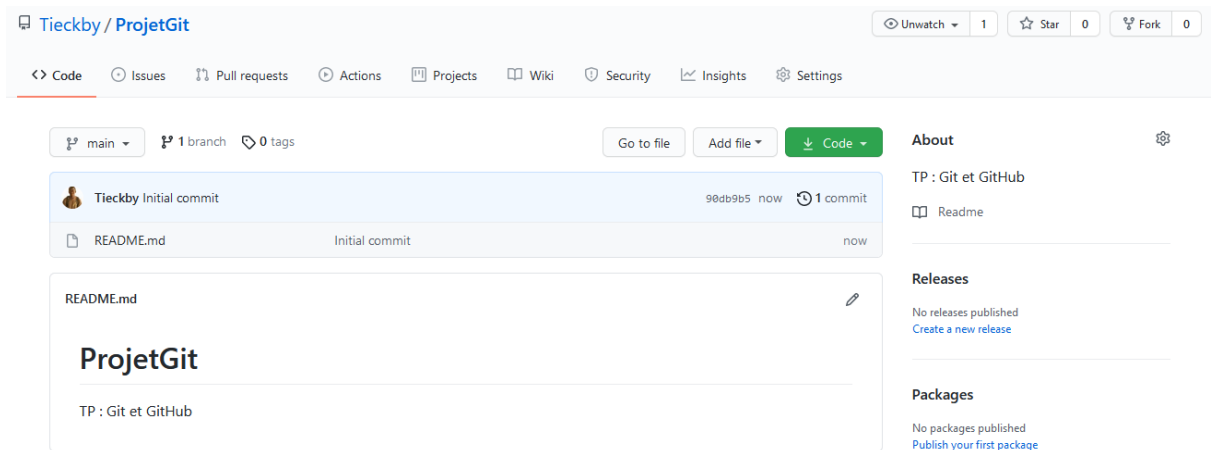 Tieckby / ProjetGit
Unwatch 1 Star 0 Fork 0
Code Issues Pull requests Actions Projects Wiki Security Insights Settings
main 1 branch 0 tags Go to file Add file Code
Tieckby Initial commit 90db9b5 now 1 commit
README.md Initial commit now
README.md
ProjetGit
TP : Git et GitHub
About
TP : Git et GitHub
Readme
Releases
No releases published
Create a new release
Packages
No packages published
Publish your first package